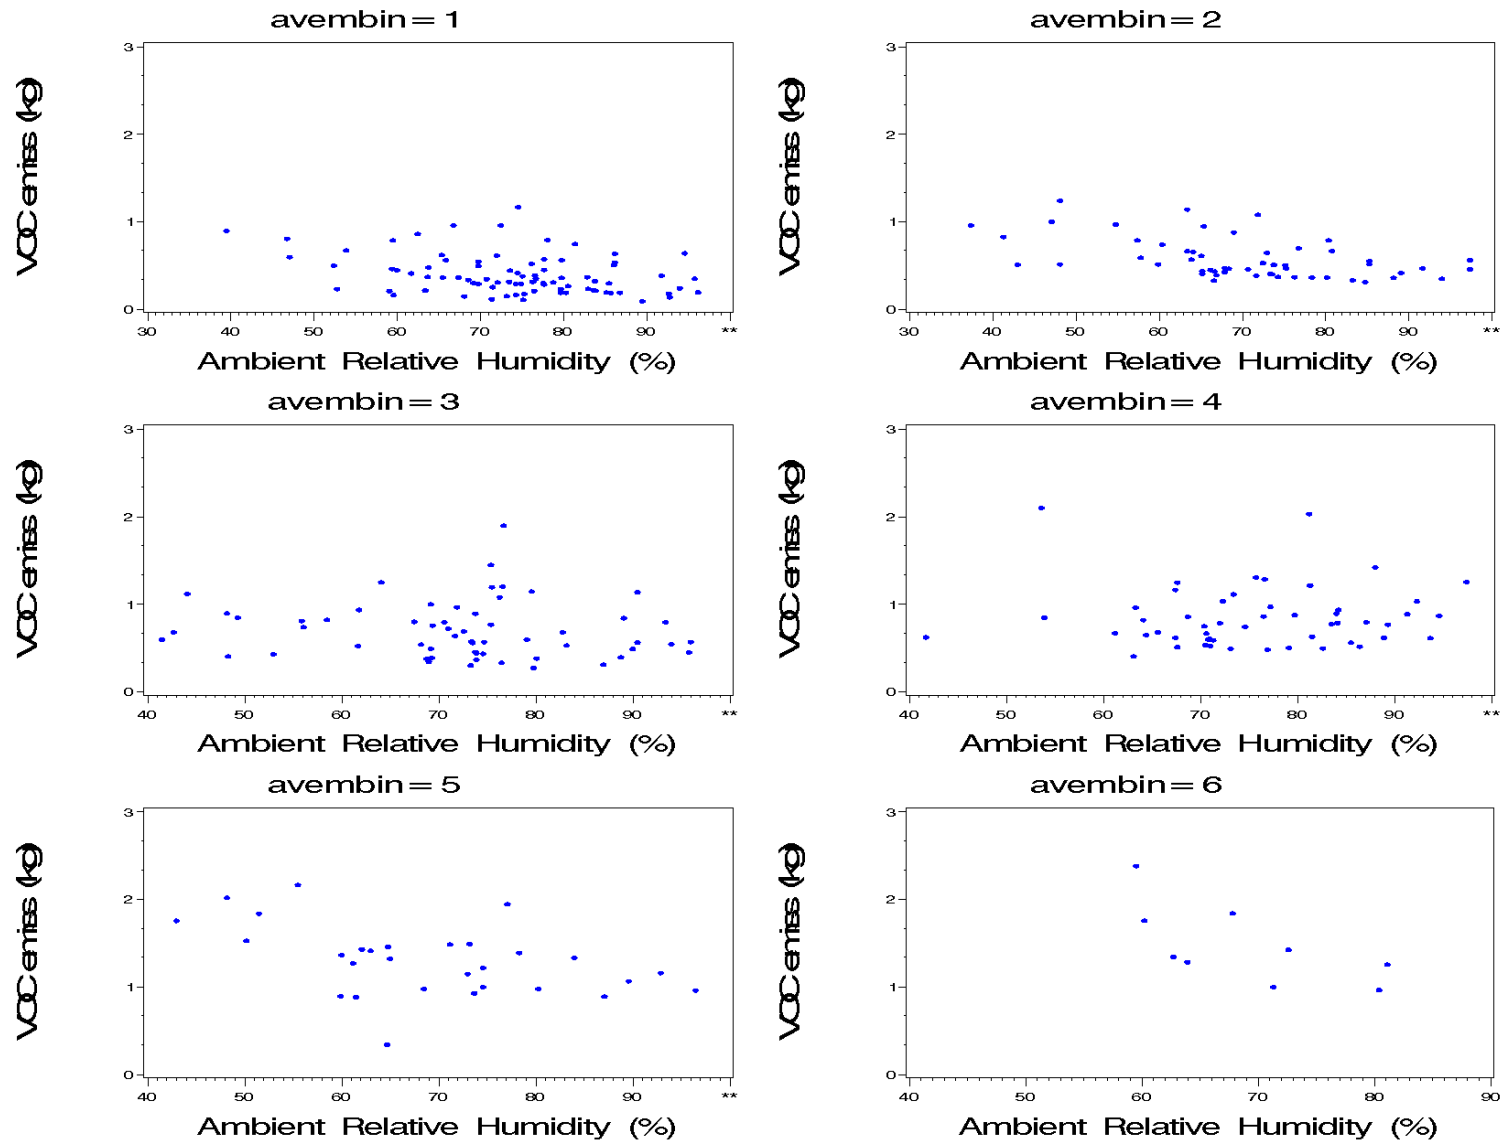 avembin = 1
3
2
1
0
VOC emiss (kg)
30 40 50 60 70 80 90 **
Ambient Relative Humidity (%)
avembin = 2
3
2
1
0
VOC emiss (kg)
30 40 50 60 70 80 90 **
Ambient Relative Humidity (%)
avembin = 3
3
2
1
0
VOC emiss (kg)
40 50 60 70 80 90 **
Ambient Relative Humidity (%)
avembin = 4
3
2
1
0
VOC emiss (kg)
40 50 60 70 80 90 **
Ambient Relative Humidity (%)
avembin = 5
3
2
1
0
VOC emiss (kg)
40 50 60 70 80 90 **
Ambient Relative Humidity (%)
avembin = 6
3
2
1
0
VOC emiss (kg)
40 50 60 70 80 90
Ambient Relative Humidity (%)